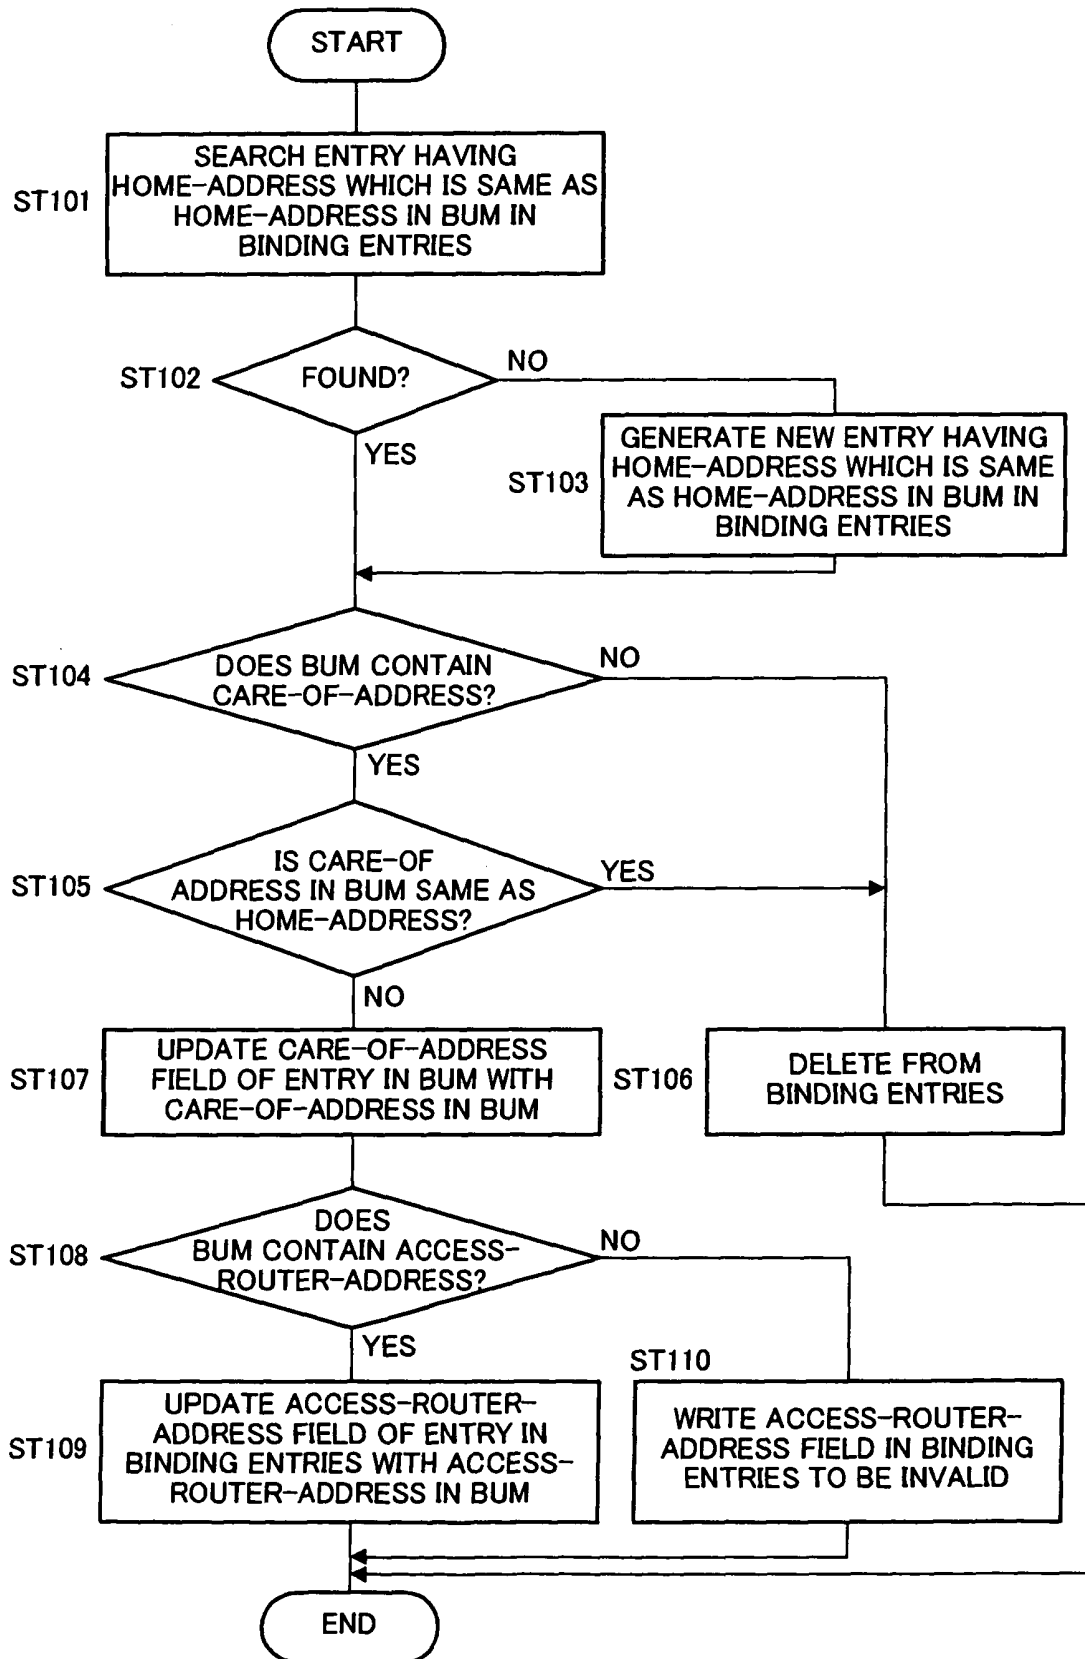 START
ST101
SEARCH ENTRY HAVING
HOME-ADDRESS WHICH IS SAME AS
HOME-ADDRESS IN BUM IN
BINDING ENTRIES
ST102
FOUND?
NO
YES
ST103
GENERATE NEW ENTRY HAVING
HOME-ADDRESS WHICH IS SAME
AS HOME-ADDRESS IN BUM IN
BINDING ENTRIES
ST104
DOES BUM CONTAIN
CARE-OF-ADDRESS?
NO
YES
ST105
IS CARE-OF
ADDRESS IN BUM SAME AS
HOME-ADDRESS?
YES
NO
ST107
UPDATE CARE-OF-ADDRESS
FIELD OF ENTRY IN BUM WITH
CARE-OF-ADDRESS IN BUM
ST106
DELETE FROM
BINDING ENTRIES
ST108
DOES
BUM CONTAIN ACCESS-
ROUTER-ADDRESS?
NO
YES
ST109
UPDATE ACCESS-ROUTER-
ADDRESS FIELD OF ENTRY IN
BINDING ENTRIES WITH ACCESS-
ROUTER-ADDRESS IN BUM
ST110
WRITE ACCESS-ROUTER-
ADDRESS FIELD IN BINDING
ENTRIES TO BE INVALID
END